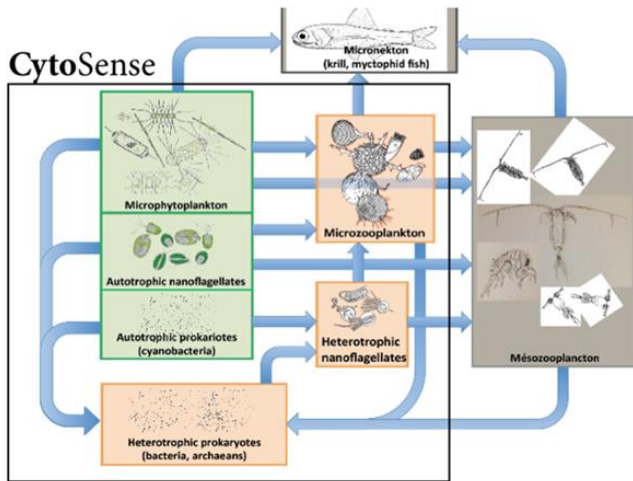 CytoSense
Micronekton
(krill, myctophid fish)
Microphytoplankton
Microzooplankton
Autotrophic nanoflagellates
Autotrophic prokariotes
(cyanobacteria)
Heterotrophic
nanoflagellates
Mésozooplancton
Heterotrophic prokaryotes
(bacteria, archaeans)